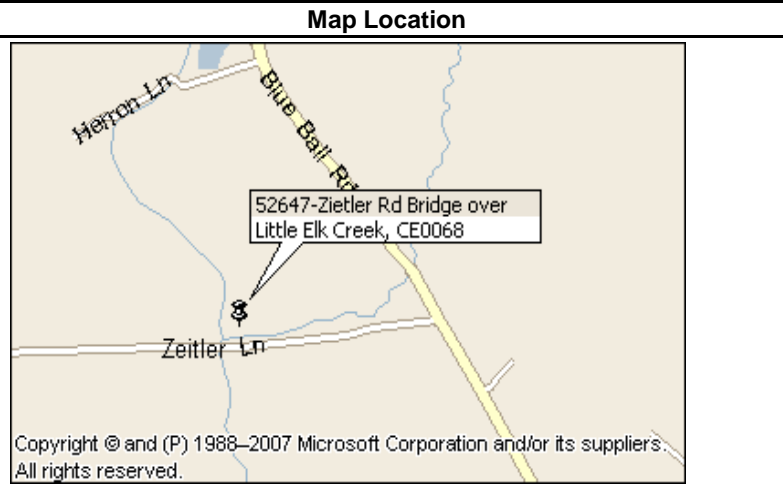 Map Location
Herron Ln
Blue Ball Rd
52647-Zietler Rd Bridge over
Little Elk Creek, CE0068
Zeitler Ln
Copyright © and (P) 1988–2007 Microsoft Corporation and/or its suppliers.
All rights reserved.